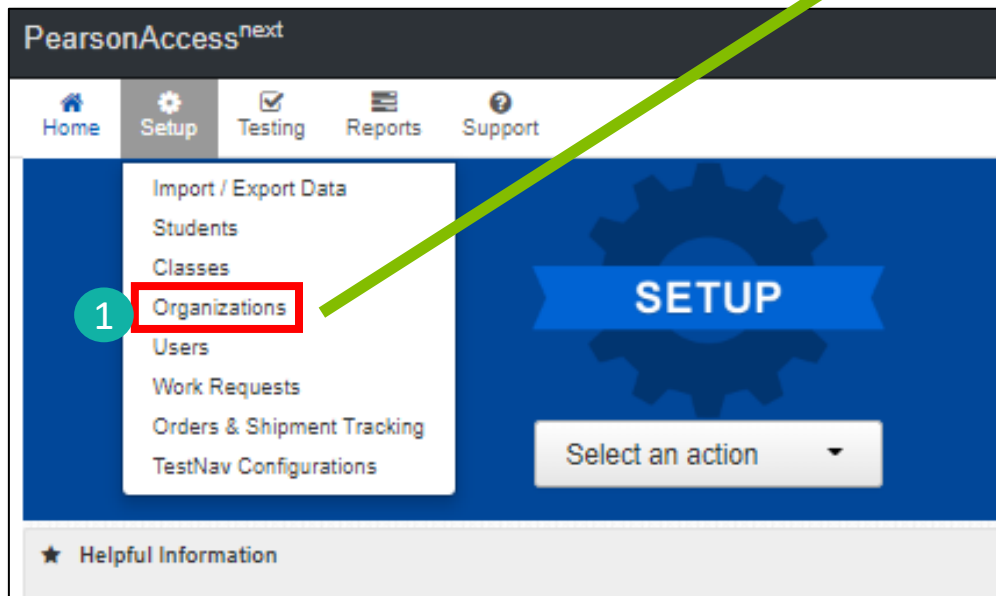 PearsonAccessnext
Home Setup Testing Reports Support
Import / Export Data
Students
Classes
1 Organizations
Users
Work Requests
Orders & Shipment Tracking
TestNav Configurations
SETUP
Select an action
Helpful Information